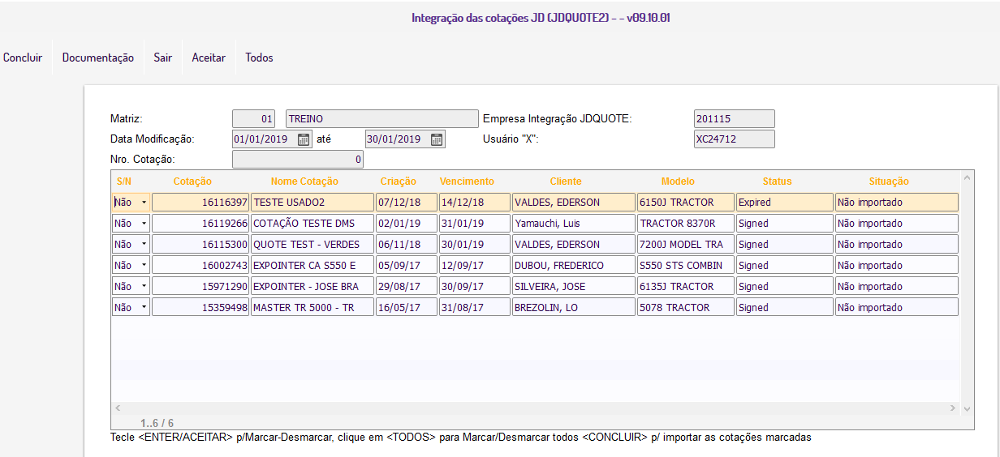 Integração das cotações JD (JDQUOTE2) - - v09.10.01
Concluir Documentação Sair Aceitar Todos
Matriz: 01 TREINO Empresa Integração JDQUOTE: 201115
Data Modificação: 01/01/2019 até 30/01/2019 Usuário "X": XC24712
Nro. Cotação: 0
S/N Cotação Nome Cotação Criação Vencimento Cliente Modelo Status Situação
Não 16116397 TESTE USADO2 07/12/18 14/12/18 VALDES, EDERSON 6150J TRACTOR Expired Não importado
Não 16119266 COTAÇÃO TESTE DMS 02/01/19 31/01/19 Yamauchi, Luis TRACTOR 8370R Signed Não importado
Não 16115300 QUOTE TEST - VERDES 06/11/18 30/01/19 VALDES, EDERSON 7200J MODEL TRA Signed Não importado
Não 16002743 EXPOINTER CA S550 E 05/09/17 12/09/17 DUBOU, FREDERICO S550 STS COMBIN Signed Não importado
Não 15971290 EXPOINTER - JOSE BRA 29/08/17 30/09/17 SILVEIRA, JOSE 6135J TRACTOR Signed Não importado
Não 15359498 MASTER TR 5000 - TR 16/05/17 31/08/17 BREZOLIN, LO 5078 TRACTOR Signed Não importado
1..6 / 6
Tecle <ENTER/ACEITAR> p/Marcar-Desmarcar, clique em <TODOS> para Marcar/Desmarcar todos <CONCLUIR> p/ importar as cotações marcadas